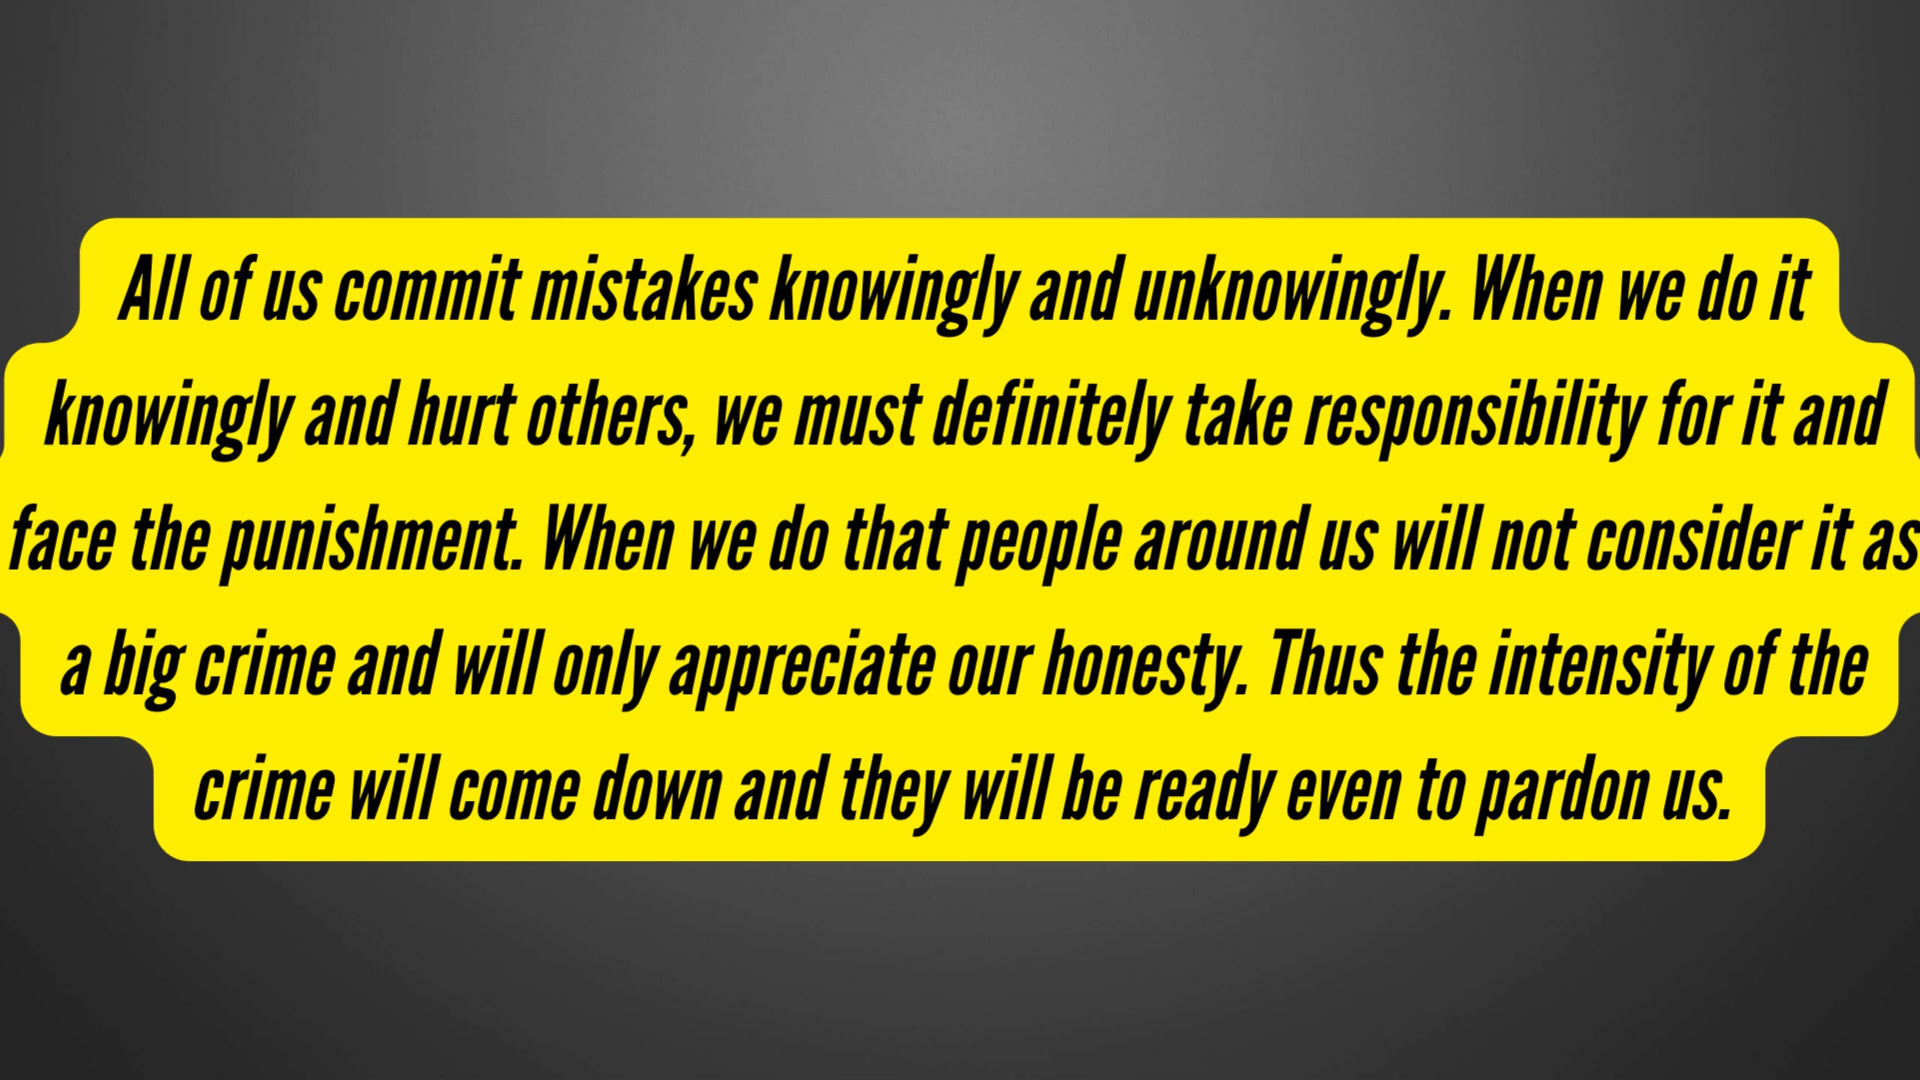 All of us commit mistakes knowingly and unknowingly. When we do it
knowingly and hurt others, we must definitely take responsibility for it and
face the punishment. When we do that people around us will not consider it as
a big crime and will only appreciate our honesty. Thus the intensity of the
crime will come down and they will be ready even to pardon us.